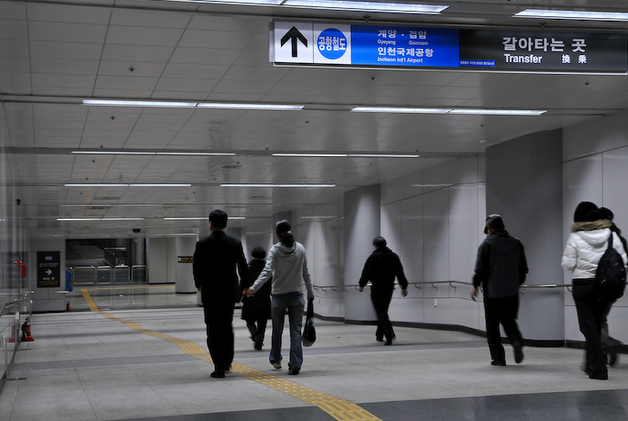 공항철도
계양 · 검암
Gyeyang Geomam
인천국제공항
Incheon Int'l Airport
갈아타는 곳
Transfer 換乘